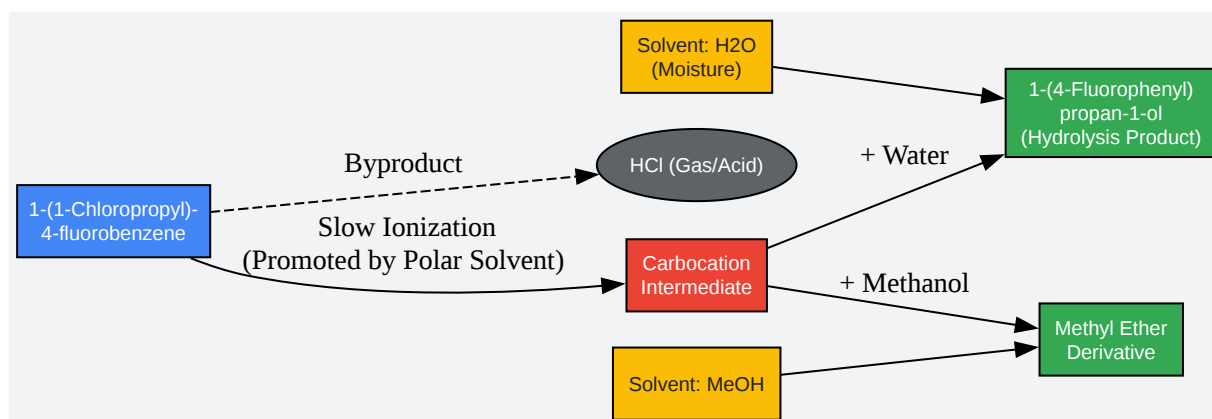 Solvent: H2O
(Moisture)
1-(4-Fluorophenyl)
propan-1-ol
(Hydrolysis Product)
+ Water
Byproduct
HCl (Gas/Acid)
1-(1-Chloropropyl)-
4-fluorobenzene
Slow Ionization
(Promoted by Polar Solvent)
Carbocation
Intermediate
+ Methanol
Methyl Ether
Derivative
Solvent: MeOH